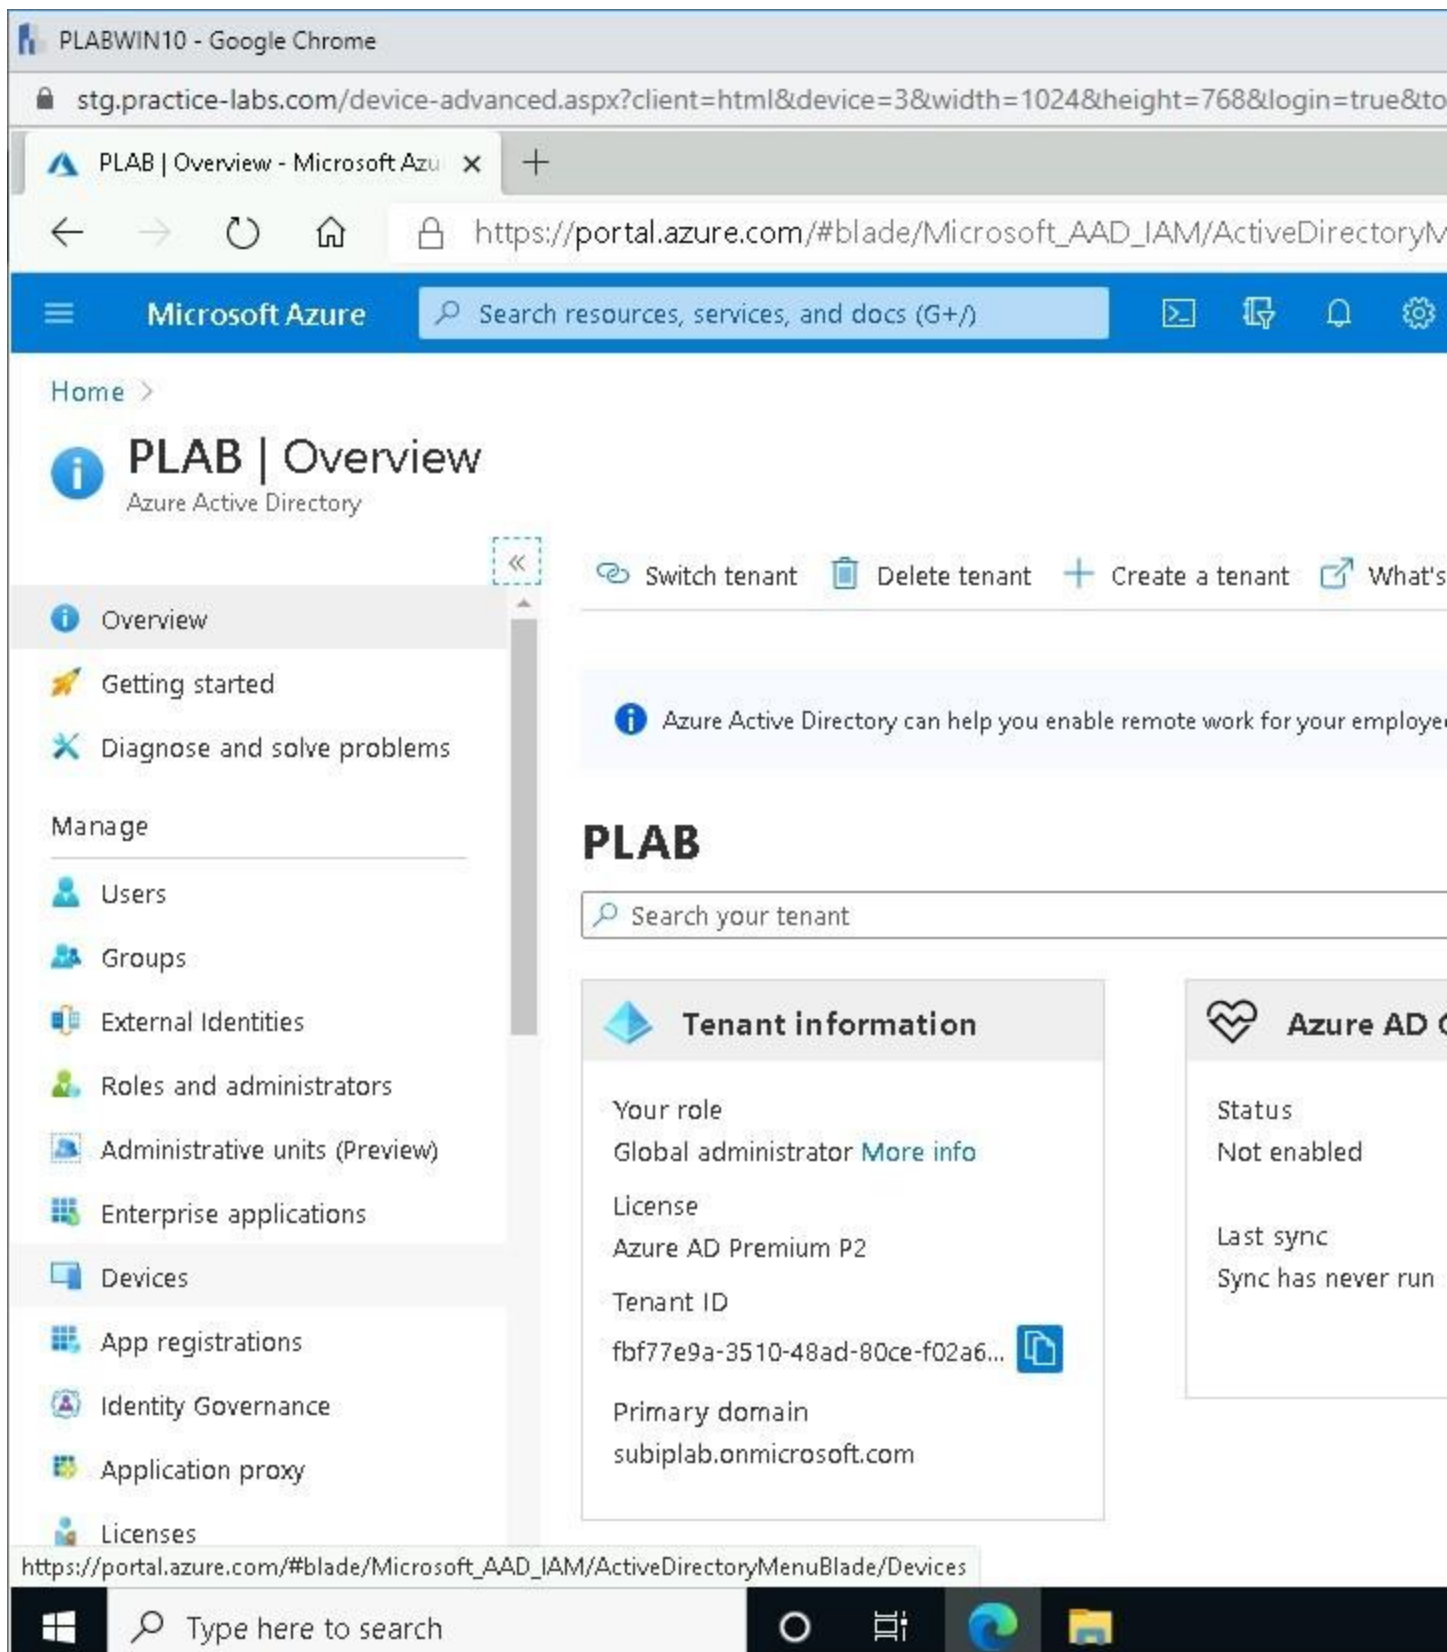 PLABWIN10 - Google Chrome
stg.practice-labs.com/device-advanced.aspx?client=html&device=3&width=1024&height=768&login=true&to
PLAB | Overview - Microsoft Azu
https://portal.azure.com/#blade/Microsoft_AAD_IAM/ActiveDirectoryM
Microsoft Azure
Search resources, services, and docs (G+/)
Home >
PLAB | Overview
Azure Active Directory
«
Switch tenant Delete tenant Create a tenant What's
Overview
Getting started
Diagnose and solve problems
Manage
Users
Groups
External Identities
Roles and administrators
Administrative units (Preview)
Enterprise applications
Devices
App registrations
Identity Governance
Application proxy
Licenses
Azure Active Directory can help you enable remote work for your employe
PLAB
Search your tenant
Tenant information
Your role
Global administrator More info
License
Azure AD Premium P2
Tenant ID
fbf77e9a-3510-48ad-80ce-f02a6...
Primary domain
subiplab.onmicrosoft.com
Azure AD
Status
Not enabled
Last sync
Sync has never run
https://portal.azure.com/#blade/Microsoft_AAD_IAM/ActiveDirectoryMenuBlade/Devices
Type here to search